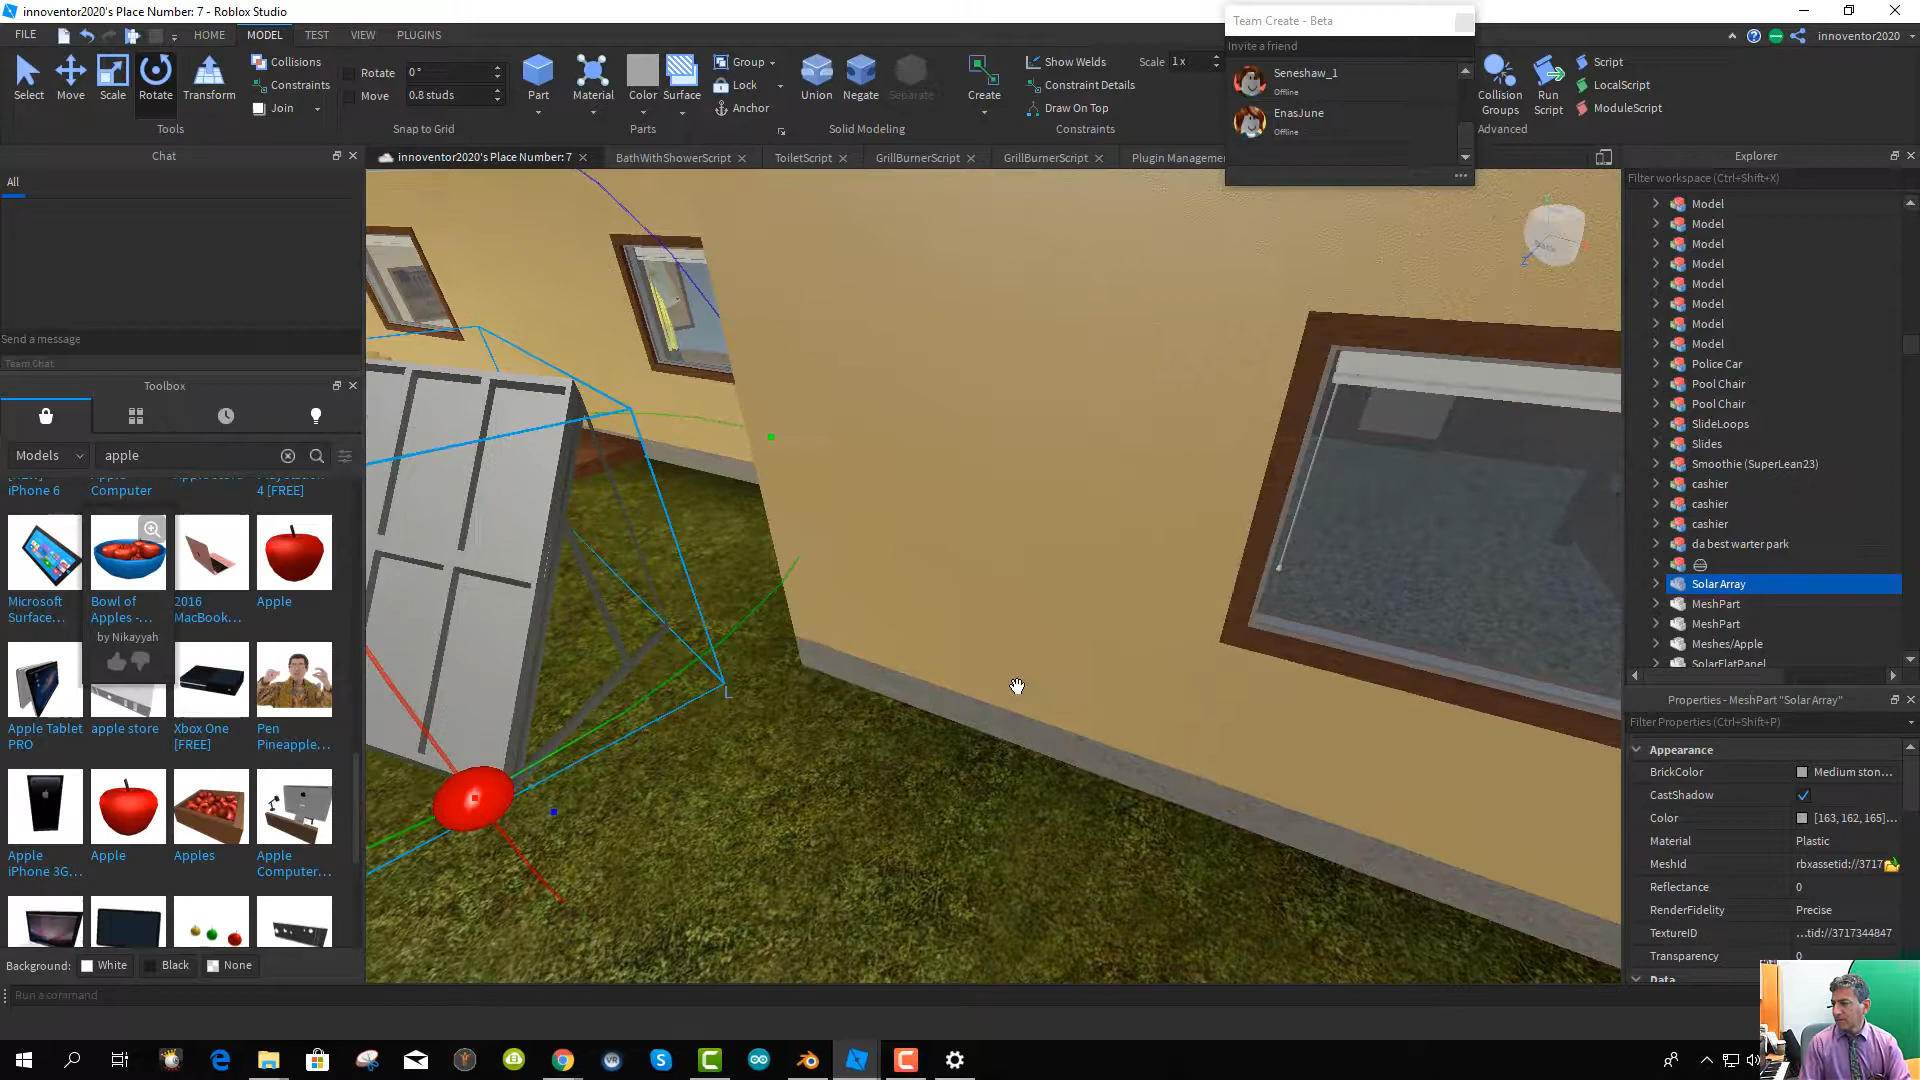 innoventor2020's Place Number: 7 - Roblox Studio
FILE
HOME
MODEL
TEST
VIEW
PLUGINS
innoventor2020
Select
Move
Scale
Rotate
Transform
Tools
Collisions
Constraints
Join
Rotate 0°
Move 0.8 studs
Snap to Grid
Part
Material
Color
Surface
Group
Lock
Anchor
Parts
Union
Negate
Separate
Solid Modeling
Create
Show Welds
Constraint Details
Draw On Top
Scale 1 x
Constraints
Collision Groups
Run Script
Script
LocalScript
ModuleScript
Advanced
Team Create - Beta
Invite a friend
Seneshaw_1
Offline
EnasJune
Offline
Chat
All
Send a message
Team Chat
innoventor2020's Place Number: 7
BathWithShowerScript
ToiletScript
GrillBurnerScript
GrillBurnerScript
Plugin Managemen
Toolbox
Models
apple
iPhone 6
Computer
4 [FREE]
Microsoft Surface...
Bowl of Apples -...
by Nikayyah
2016 MacBook...
Apple
Apple Tablet PRO
apple store
Xbox One [FREE]
Pen Pineapple...
Apple iPhone 3G...
Apple
Apples
Apple Computer...
Background: White Black None
Run a command
Back
Z
L
Explorer
Filter workspace (Ctrl+Shift+X)
Model
Model
Model
Model
Model
Model
Model
Model
Police Car
Pool Chair
Pool Chair
SlideLoops
Slides
Smoothie (SuperLean23)
cashier
cashier
cashier
da best warter park
Solar Array
MeshPart
MeshPart
Meshes/Apple
SolarFlatPanel
Properties - MeshPart "Solar Array"
Filter Properties (Ctrl+Shift+P)
Appearance
BrickColor Medium ston...
CastShadow
Color [163, 162, 165]...
Material Plastic
MeshId rbxassetid://3717
Reflectance 0
RenderFidelity Precise
TextureID ...tid://3717344847
Transparency 0
Data